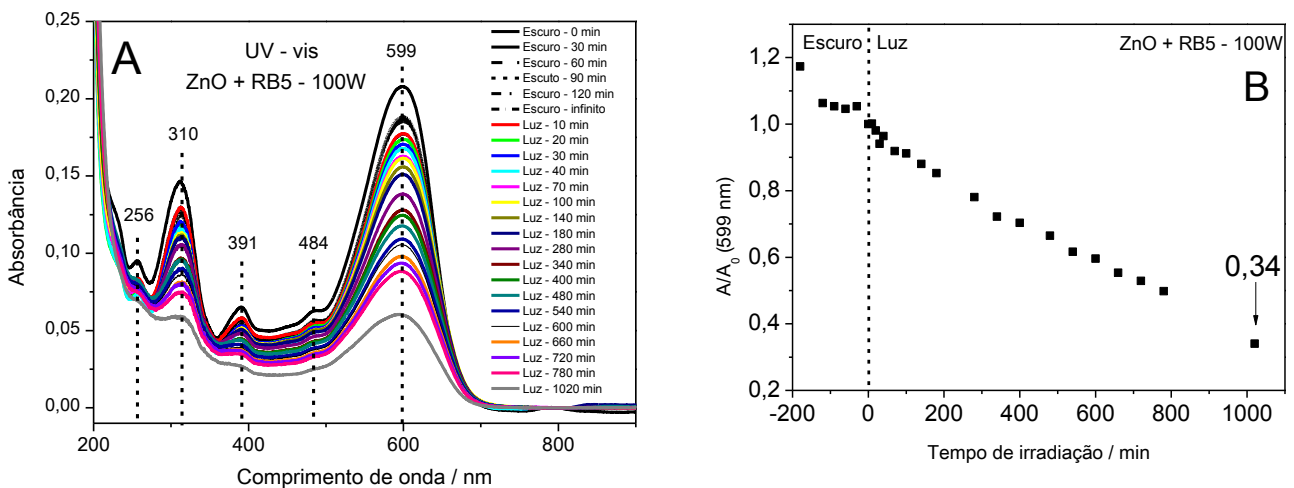 0,25
0,20
0,15
0,10
0,05
0,00
Absorbância
A
UV - vis
ZnO + RB5 - 100W
599
310
256
391
484
Escuro - 0 min
Escuro - 30 min
Escuro - 60 min
Escuto - 90 min
Escuro - 120 min
Escuro - infinito
Luz - 10 min
Luz - 20 min
Luz - 30 min
Luz - 40 min
Luz - 70 min
Luz - 100 min
Luz - 140 min
Luz - 180 min
Luz - 280 min
Luz - 340 min
Luz - 400 min
Luz - 480 min
Luz - 540 min
Luz - 600 min
Luz - 660 min
Luz - 720 min
Luz - 780 min
Luz - 1020 min
200 400 600 800
Comprimento de onda / nm
1,4
1,2
1,0
0,8
0,6
0,4
0,2
A/A0 (599 nm)
Escuro Luz
ZnO + RB5 - 100W
B
0,34
-200 0 200 400 600 800 1000
Tempo de irradiação / min